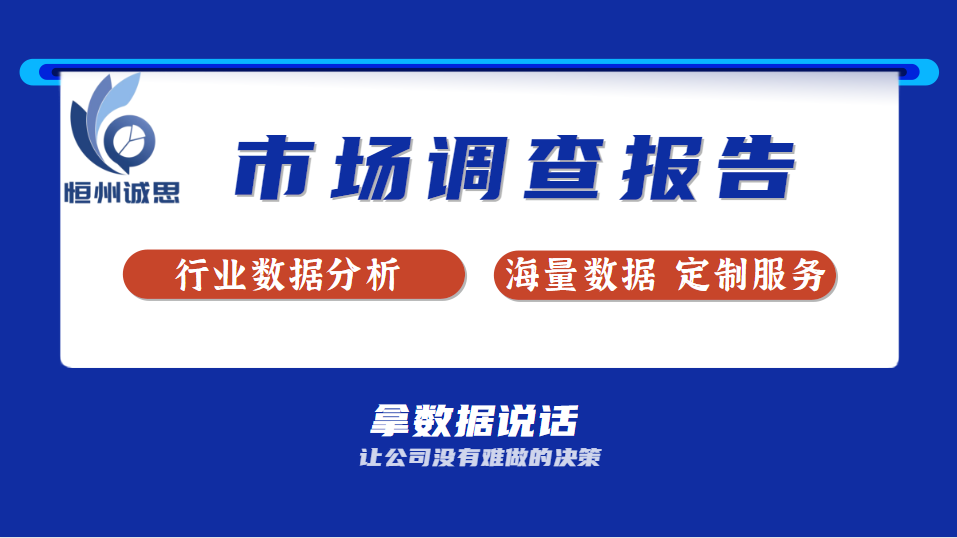 恒州诚思
市场调查报告
行业数据分析
海量数据 定制服务
拿数据说话
让公司没有难做的决策